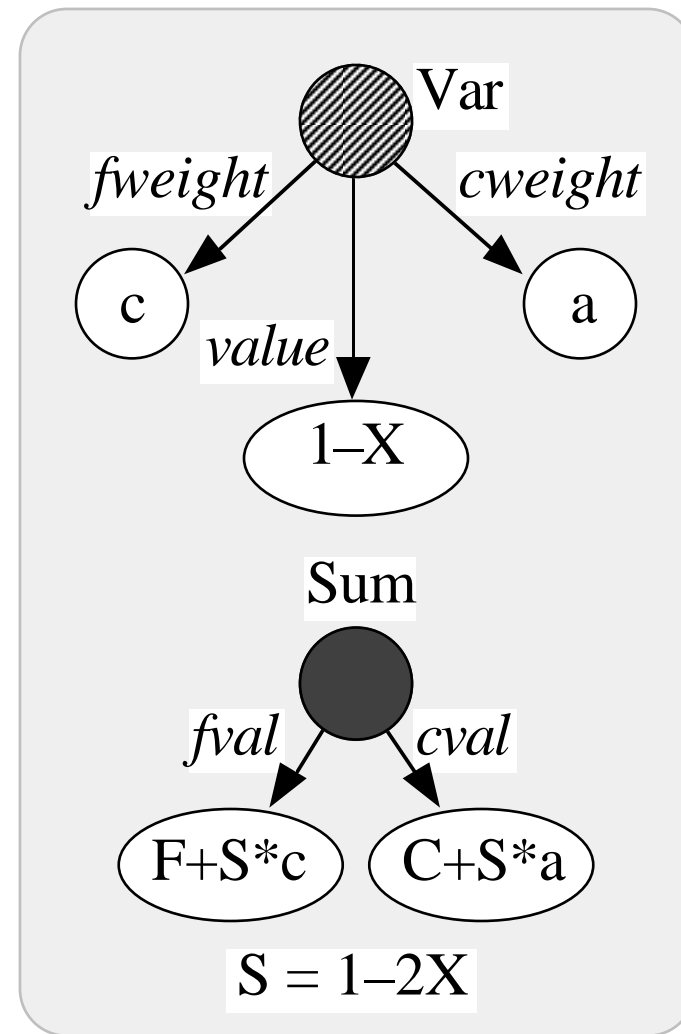 Var
fweight
cweight
c
a
value
1–X
Sum
fval
cval
F+S*c
C+S*a
S = 1–2X